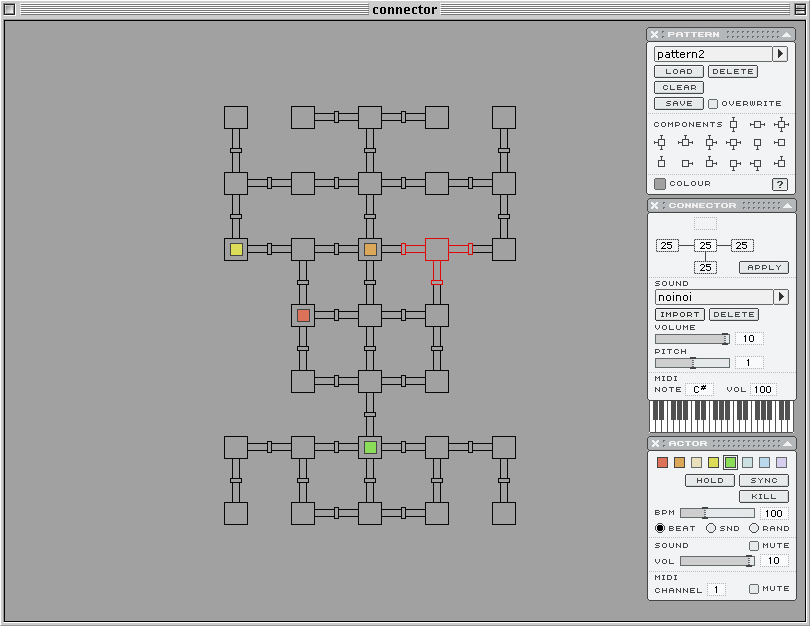 connector
PATTERN
pattern2
LOAD DELETE
CLEAR
SAVE OVERWRITE
COMPONENTS
COLOUR ?
CONNECTOR
25 25 25
25 APPLY
SOUND
noinoi
IMPORT DELETE
VOLUME
10
PITCH
1
MIDI
NOTE C# VOL 100
ACTOR
HOLD SYNC
KILL
BPM 100
BEAT SND RAND
SOUND MUTE
VOL 10
MIDI
CHANNEL 1 MUTE